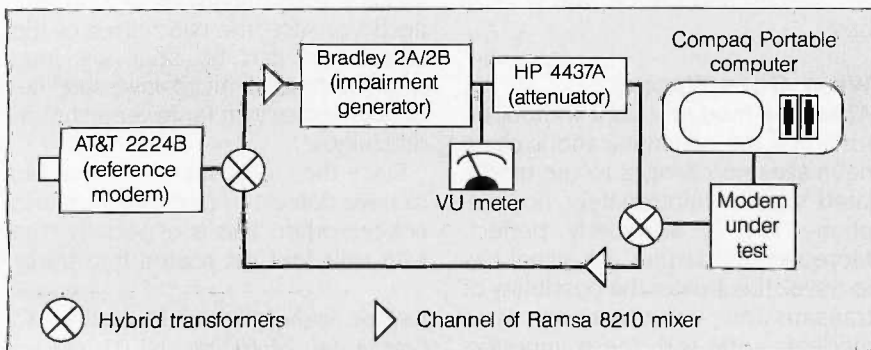 Bradley 2A/2B
(impairment
generator)
HP 4437A
(attenuator)
Compaq Portable
computer
AT&T 2224B
(reference
modem)
VU meter
Modem
under
test
Hybrid transformers
Channel of Ramsa 8210 mixer